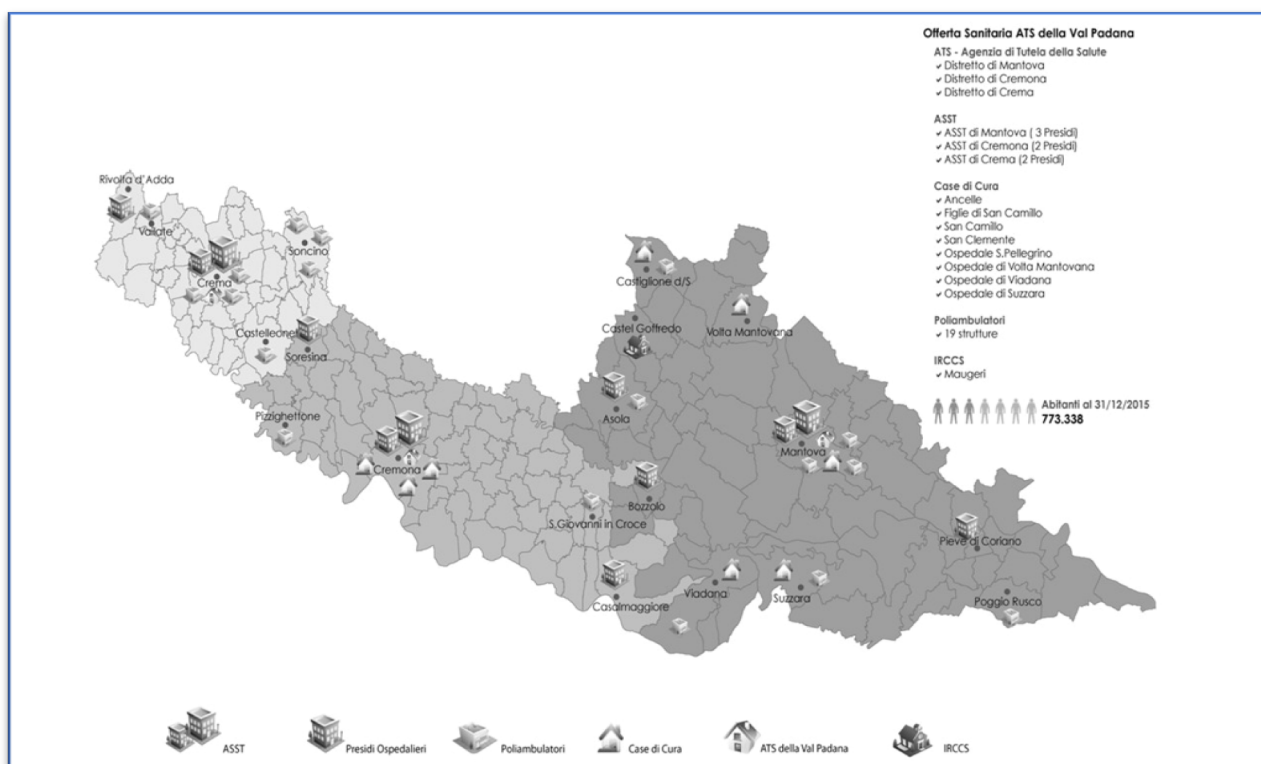 Offerta Sanitaria ATS della Val Padana
ATS - Agenzia di Tutela della Salute
✔ Distretto di Mantova
✔ Distretto di Cremona
✔ Distretto di Crema
ASST
✔ ASST di Mantova ( 3 Presidi)
✔ ASST di Cremona (2 Presidi)
✔ ASST di Crema (2 Presidi)
Case di Cura
✔ Ancelle
✔ Figlie di San Camillo
✔ San Camillo
✔ San Clemente
✔ Ospedale S.Pellegrino
✔ Ospedale di Volta Mantovana
✔ Ospedale di Viadana
✔ Ospedale di Suzzara
Poliambulatori
✔ 19 strutture
IRCCS
✔ Maugeri
Abitanti al 31/12/2015
773.338
Rivolta d'Adda
Vailate
Soncino
Crema
Castelleone
Soresina
Pizzighettone
Cremona
S.Giovanni in Croce
Casalmaggiore
Castiglione d/S
Castel Goffredo
Volta Mantovana
Asola
Mantova
Bozzolo
Viadana
Suzzara
Pieve di Coriano
Poggio Rusco
ASST
Presidi Ospedalieri
Poliambulatori
Case di Cura
ATS della Val Padana
IRCCS